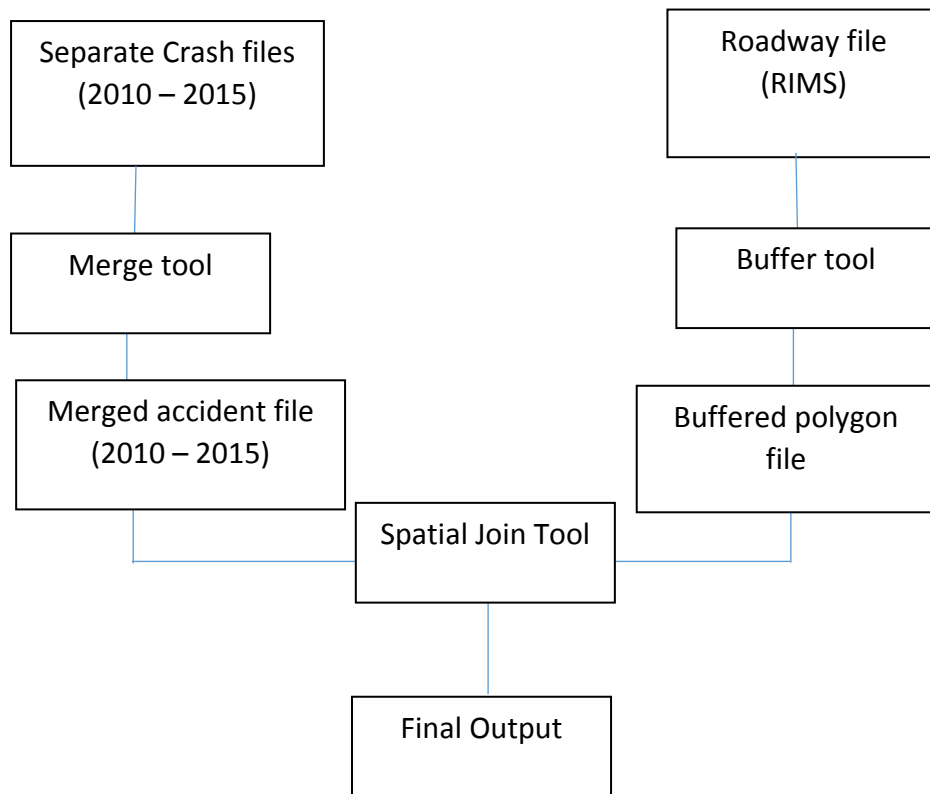 Separate Crash files
(2010 – 2015)
Roadway file
(RIMS)
Merge tool
Buffer tool
Merged accident file
(2010 – 2015)
Buffered polygon
file
Spatial Join Tool
Final Output